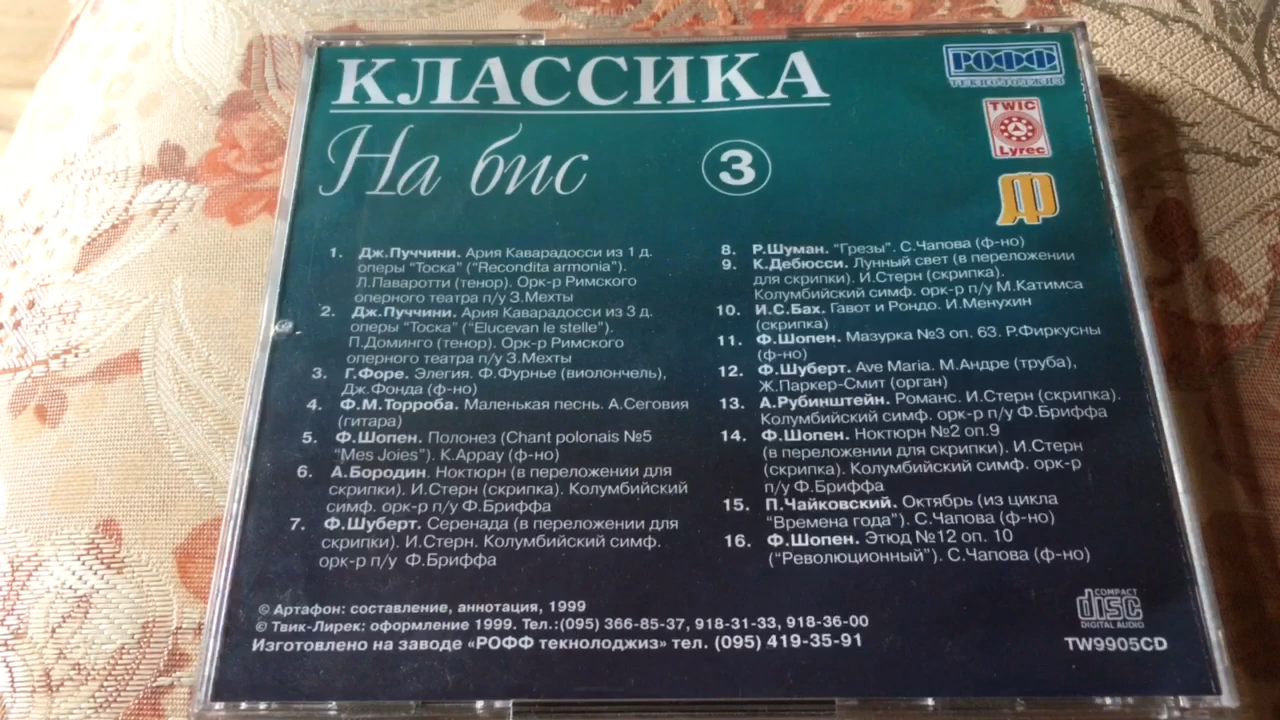 КЛАССИКА
На бис
3
РОФФ
ТЕКНОЛОДЖИЗ
TWIC
Lyrec
1. Дж.Пуччини. Ария Каварадосси из 1 д.
оперы "Тоска" ("Recondita armonia").
Л.Паваротти (тенор). Орк-р Римского
оперного театра п/у З.Мехты
2. Дж.Пуччини. Ария Каварадосси из 3 д.
оперы "Тоска" ("Elucevan le stelle").
П.Доминго (тенор). Орк-р Римского
оперного театра п/у З.Мехты
3. Г.Форе. Элегия. Ф.Фурнье (виолончель),
Дж.Фонда (ф-но)
4. Ф.М.Торроба. Маленькая песнь. А.Сеговия
(гитара)
5. Ф.Шопен. Полонез (Chant polonais №5
"Mes Joies"). К.Аррау (ф-но)
6. А.Бородин. Ноктюрн (в переложении для
скрипки). И.Стерн (скрипка). Колумбийский
симф. орк-р п/у Ф.Бриффа
7. Ф.Шуберт. Серенада (в переложении для
скрипки). И.Стерн. Колумбийский симф.
орк-р п/у Ф.Бриффа
8. Р.Шуман. "Грезы". С.Чапова (ф-но)
9. К.Дебюсси. Лунный свет (в переложении
для скрипки). И.Стерн (скрипка).
Колумбийский симф. орк-р п/у М.Катимса
10. И.С.Бах. Гавот и Рондо. И.Менухин
(скрипка)
11. Ф.Шопен. Мазурка №3 оп. 63. Р.Фиркусны
(ф-но)
12. Ф.Шуберт. Ave Maria. М.Андре (труба),
Ж.Паркер-Смит (орган)
13. А.Рубинштейн. Романс. И.Стерн (скрипка).
Колумбийский симф. орк-р п/у Ф.Бриффа
14. Ф.Шопен. Ноктюрн №2 оп.9
(в переложении для скрипки). И.Стерн
(скрипка). Колумбийский симф. орк-р
п/у Ф.Бриффа
15. П.Чайковский. Октябрь (из цикла
"Времена года"). С.Чапова (ф-но)
16. Ф.Шопен. Этюд №12 оп. 10
("Революционный"). С.Чапова (ф-но)
© Артафон: составление, аннотация, 1999
© Твик-Лирек: оформление 1999. Тел.:(095) 366-85-37, 918-31-33, 918-36-00
Изготовлено на заводе «РОФФ текнолоджиз» тел. (095) 419-35-91
COMPACT
disc
DIGITAL AUDIO
TW9905CD